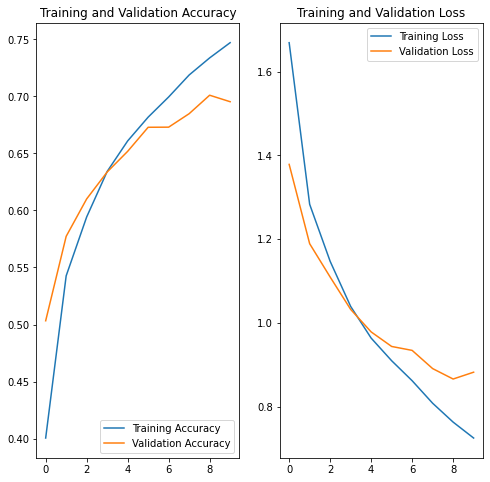 Training and Validation Accuracy
0.75
0.70
0.65
0.60
0.55
0.50
0.45
0.40
0 2 4 6 8
Training Accuracy
Validation Accuracy
Training and Validation Loss
1.6
1.4
1.2
1.0
0.8
0 2 4 6 8
Training Loss
Validation Loss